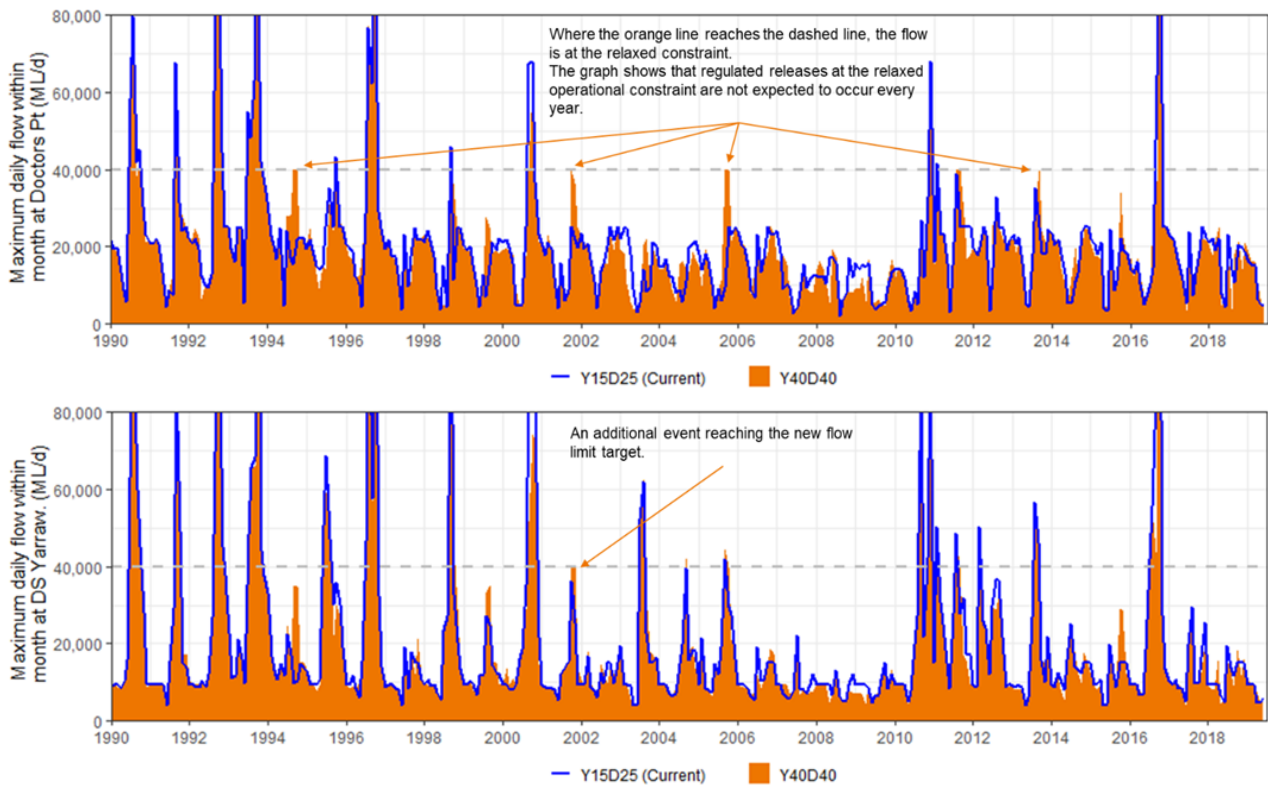 Maximum daily flow within
month at Doctors Pt (ML/d)
80,000
60,000
40,000
20,000
0
Where the orange line reaches the dashed line, the flow
is at the relaxed constraint.
The graph shows that regulated releases at the relaxed
operational constraint are not expected to occur every
year.
1990 1992 1994 1996 1998 2000 2002 2004 2006 2008 2010 2012 2014 2016 2018
Y15D25 (Current) Y40D40
Maximum daily flow within
month at DS Yarraw. (ML/d)
80,000
60,000
40,000
20,000
0
An additional event reaching the new flow
limit target.
1990 1992 1994 1996 1998 2000 2002 2004 2006 2008 2010 2012 2014 2016 2018
Y15D25 (Current) Y40D40